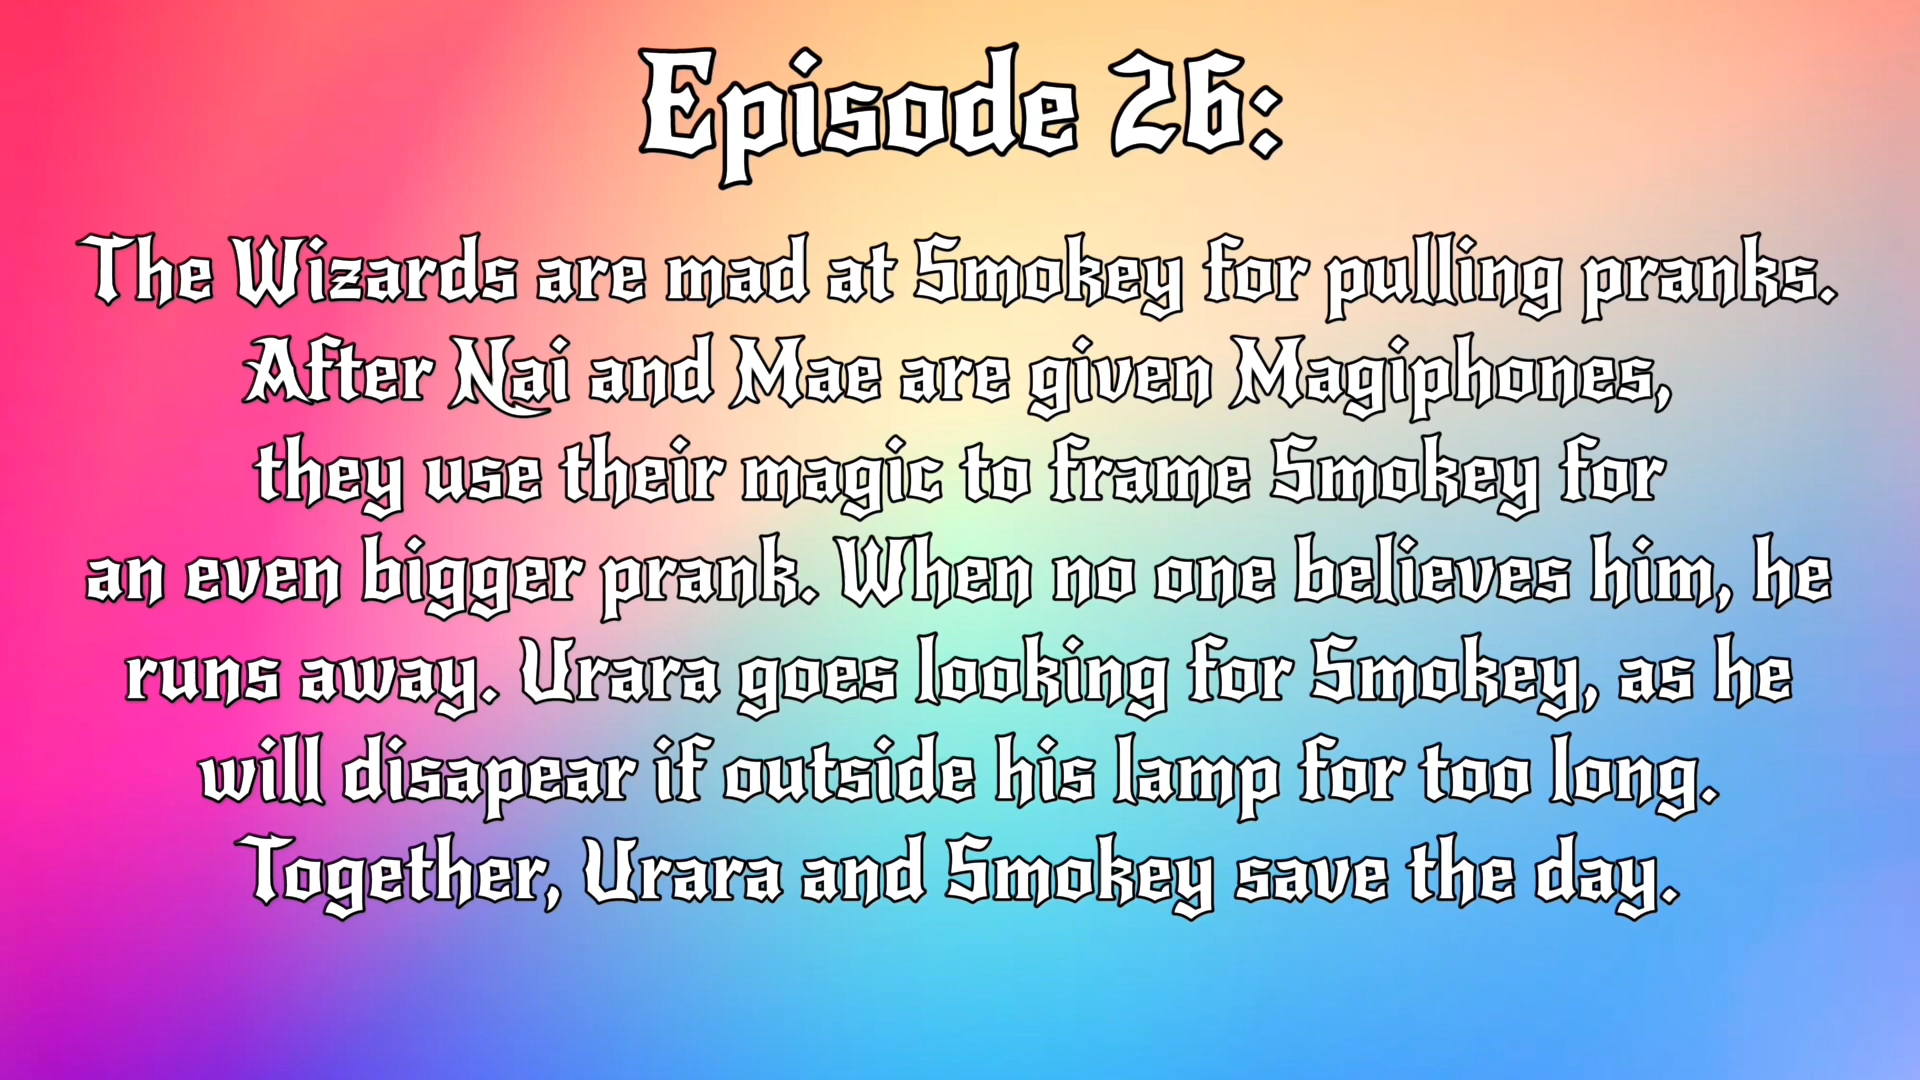 Episode 26:
The Wizards are mad at Smokey for pulling pranks.
After Nai and Mae are given Magiphones,
they use their magic to frame Smokey for
an even bigger prank. When no one believes him, he
runs away. Urara goes looking for Smokey, as he
will disapear if outside his lamp for too long.
Together, Urara and Smokey save the day.